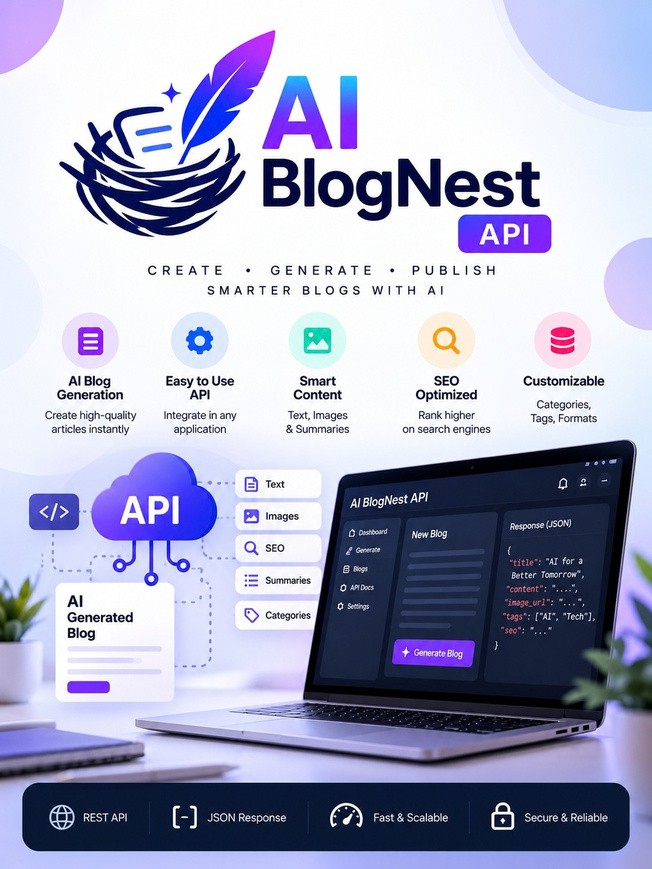 AI
BlogNest
API
CREATE • GENERATE • PUBLISH
SMARTER BLOGS WITH AI
AI Blog
Generation
Create high-quality
articles instantly
Easy to Use
API
Integrate in any
application
Smart
Content
Text, Images
& Summaries
SEO
Optimized
Rank higher
on search engines
Customizable
Categories,
Tags, Formats
</>
API
Text
Images
SEO
Summaries
Categories
AI
Generated
Blog
AI BlogNest API
Dashboard
Generate
Blogs
API Docs
Settings
New Blog
Generate Blog
Response (JSON)
{
"title": "AI for a
Better Tomorrow",
"content": "....",
"image_url": "...",
"tags": ["AI", "Tech"],
"seo": "..."
}
REST API
JSON Response
Fast & Scalable
Secure & Reliable